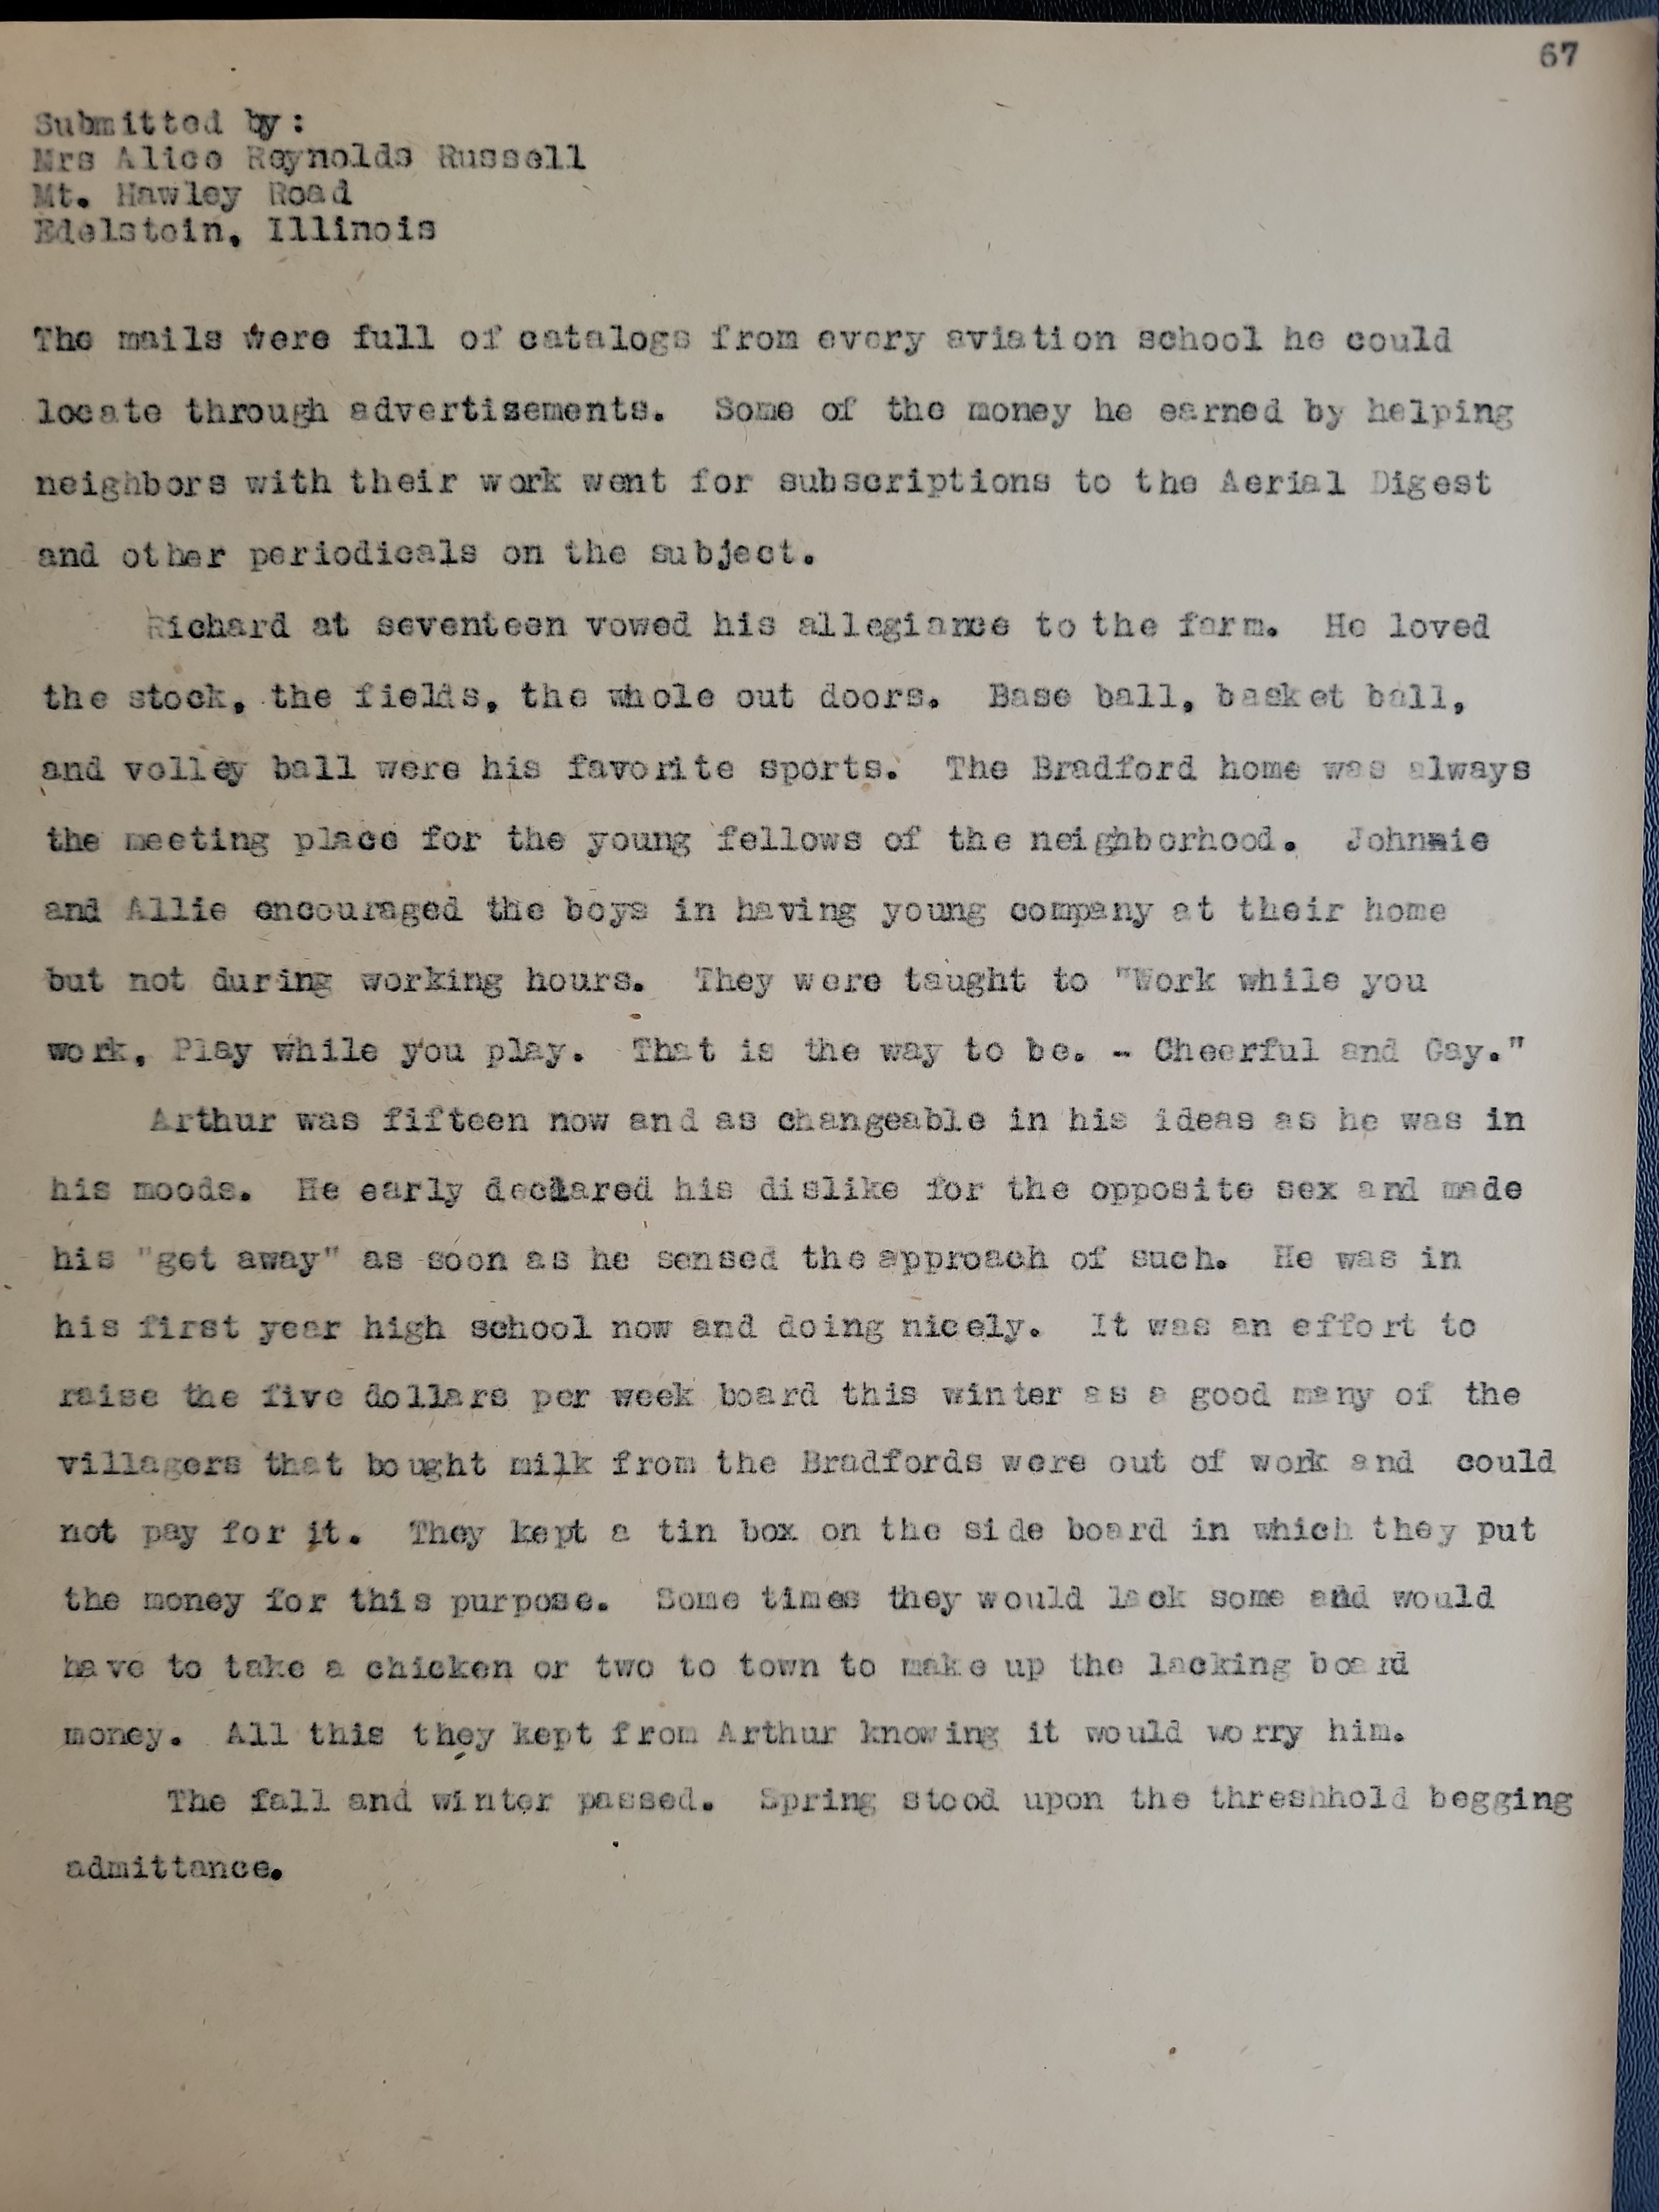 67
Submitted by:
Mrs Alice Reynolds Russell
Mt. Hawley Road
Edelstein, Illinois
The mails were full of catalogs from every aviation school he could
locate through advertisements.  Some of the money he earned by helping
neighbors with their work went for subscriptions to the Aerial Digest
and other periodicals on the subject.
Richard at seventeen vowed his allegiance to the farm.  He loved
the stock, the fields, the whole out doors.  Base ball, basket ball,
and volley ball were his favorite sports.  The Bradford home was always
the meeting place for the young fellows of the neighborhood.  Johnnie
and Allie encouraged the boys in having young company at their home
but not during working hours.  They were taught to "Work while you
work, Play while you play.  That is the way to be. - Cheerful and Gay."
Arthur was fifteen now and as changeable in his ideas as he was in
his moods.  He early declared his dislike for the opposite sex and made
his "get away" as soon as he sensed the approach of such.  He was in
his first year high school now and doing nicely.  It was an effort to
raise the five dollars per week board this winter as a good many of the
villagers that bought milk from the Bradfords were out of work and could
not pay for it.  They kept a tin box on the side board in which they put
the money for this purpose.  Some times they would lack some and would
have to take a chicken or two to town to make up the lacking board
money.  All this they kept from Arthur knowing it would worry him.
The fall and winter passed.  Spring stood upon the threshhold begging
admittance.